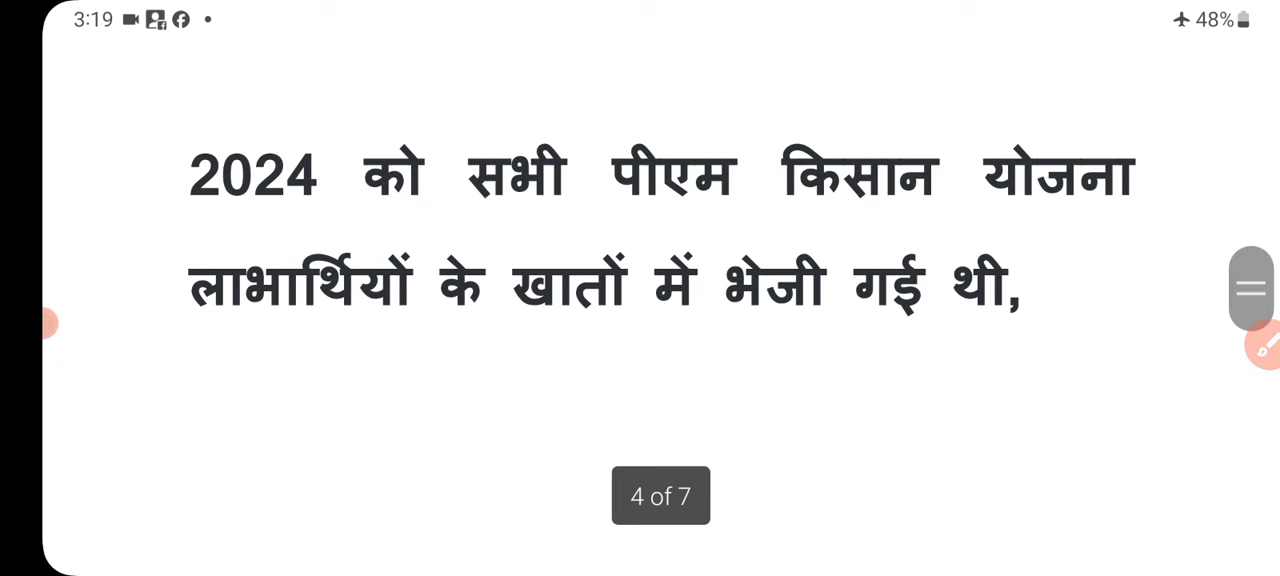 3:19
48%
2024 को सभी पीएम किसान योजना
लाभार्थियों के खातों में भेजी गई थी,
4 of 7